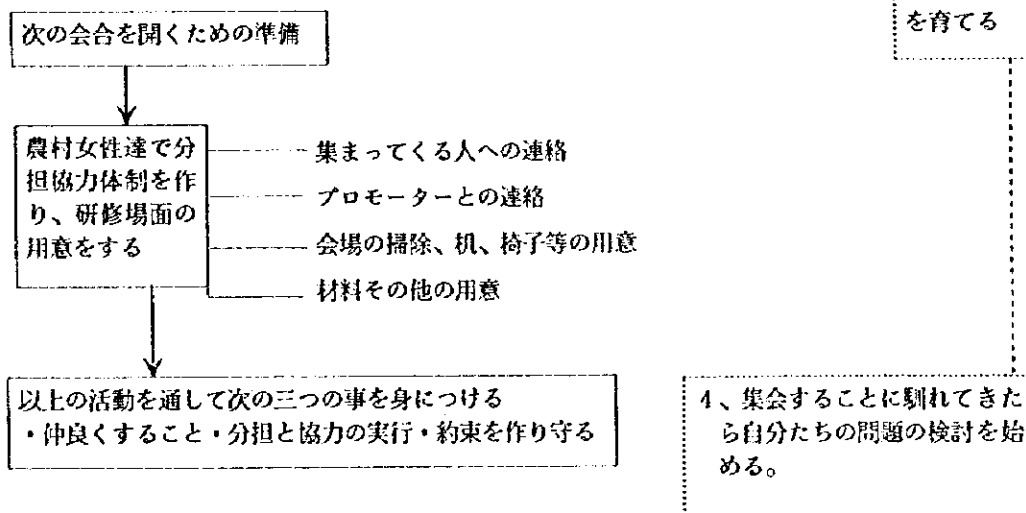 次の会合を開くための準備
農村女性達で分
担協力体制を作
り、研修場面の
用意をする
集まってくる人への連絡
プロモーターとの連絡
会場の掃除、机、椅子等の用意
材料その他の用意
以上の活動を通して次の三つの事を身につける
・仲良くすること・分担と協力の実行・約束を作り守る
を育てる
4、集会することに馴れてきた
ら自分たちの問題の検討を始
める。